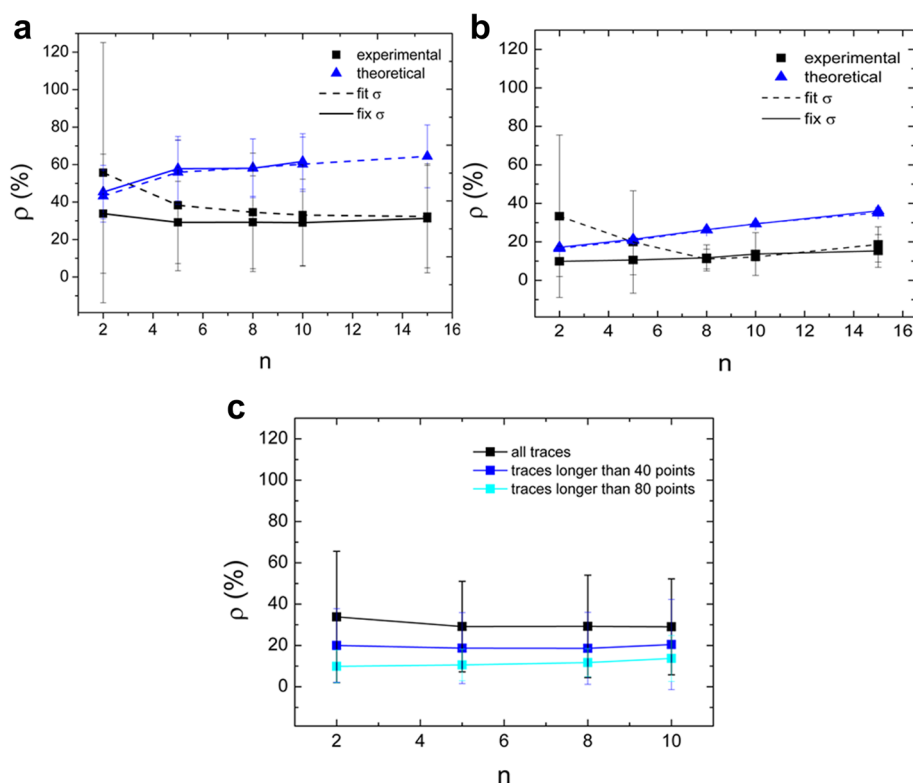 a
120
100
80
60
40
20
0
ρ (%)
2 4 6 8 10 12 14 16
n
experimental
theoretical
fit σ
fix σ
b
120
100
80
60
40
20
0
ρ (%)
2 4 6 8 10 12 14 16
n
experimental
theoretical
fit σ
fix σ
c
120
100
80
60
40
20
0
ρ (%)
2 4 6 8 10
n
all traces
traces longer than 40 points
traces longer than 80 points